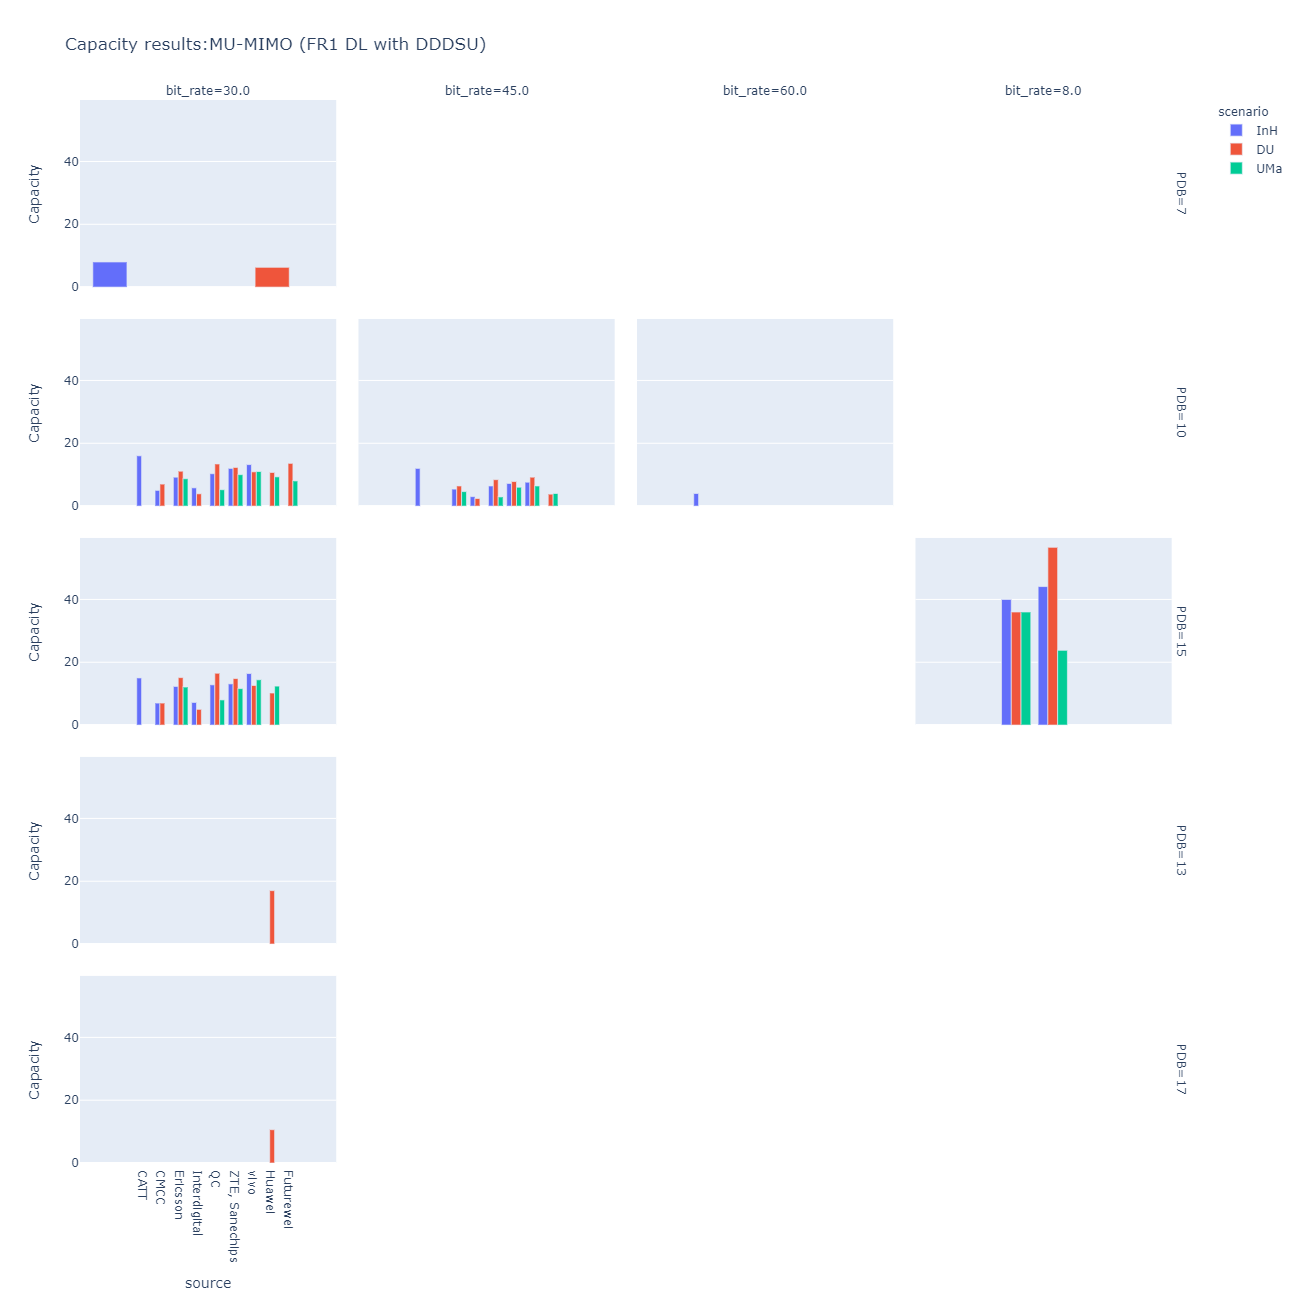 Capacity results:MU-MIMO (FR1 DL with DDDSU)
bit_rate=30.0
bit_rate=45.0
bit_rate=60.0
bit_rate=8.0
scenario
InH
DU
UMa
Capacity
40
20
0
PDB=7
Capacity
40
20
0
PDB=10
Capacity
40
20
0
PDB=15
Capacity
40
20
0
PDB=13
Capacity
40
20
0
PDB=17
CATT
CMCC
Ericsson
Interdigital
QC
ZTE, Sanechips
vivo
Huawei
Futurewei
source